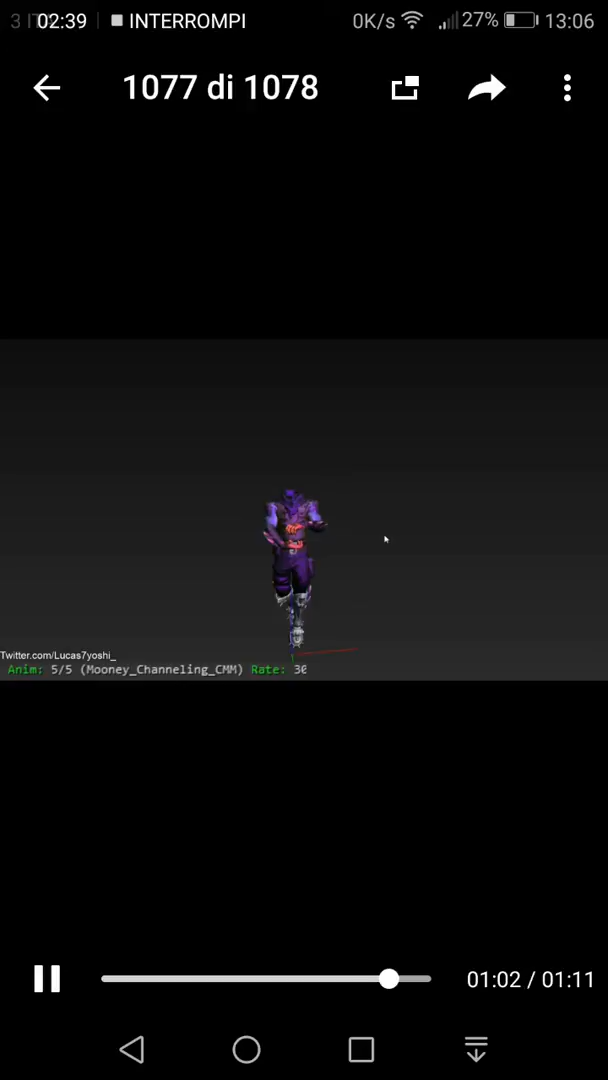 02:39 INTERROMPI 0K/s 27% 13:06
1077 di 1078
Twitter.com/Lucas7yoshi_
Anim: 5/5 (Mooney_Channeling_CMM) Rate: 30
01:02 / 01:11